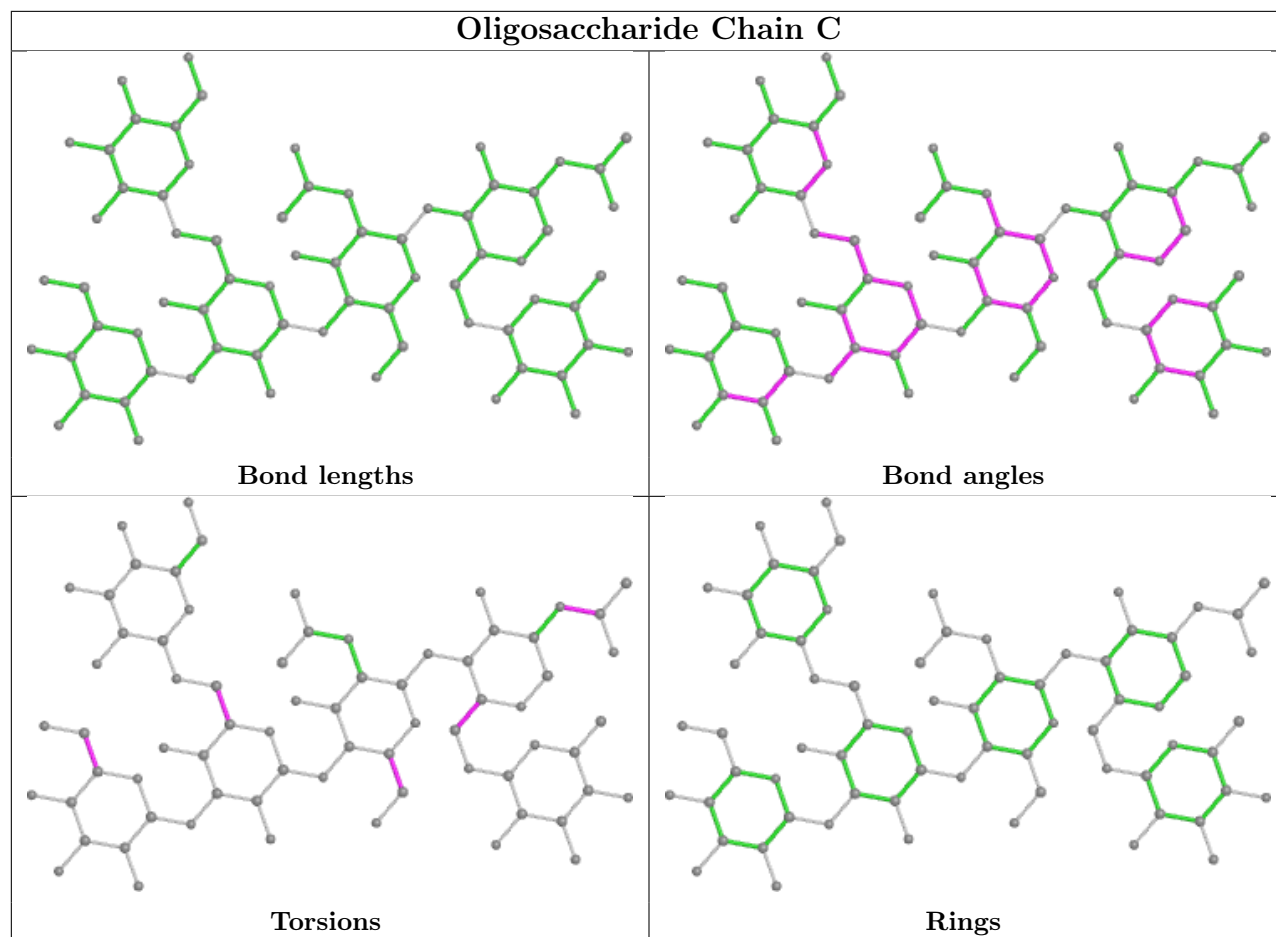 Oligosaccharide Chain C
Bond lengths
Bond angles
Torsions
Rings